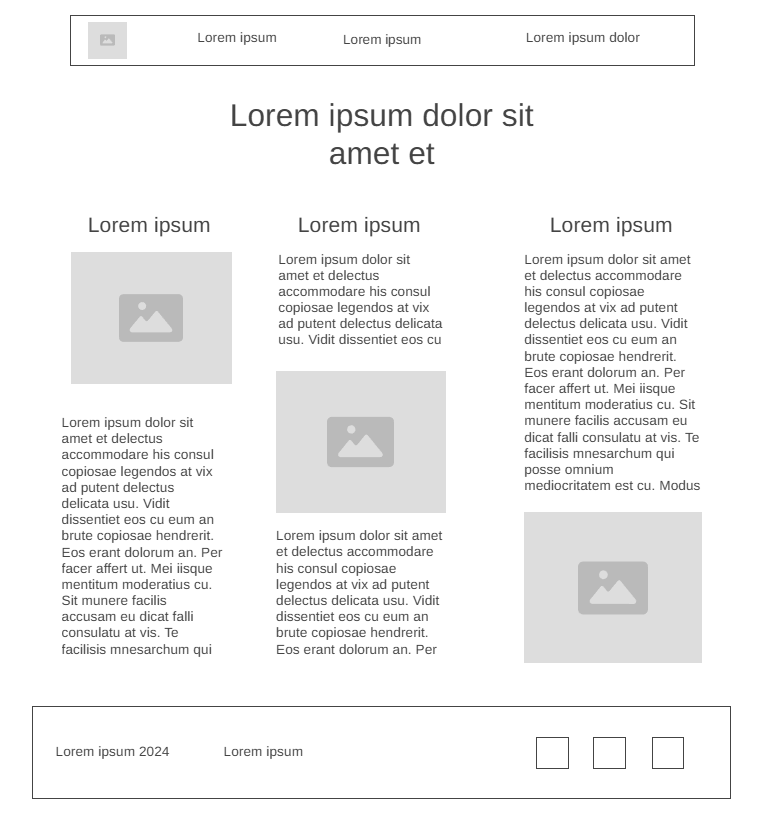 Lorem ipsum
Lorem ipsum
Lorem ipsum dolor
Lorem ipsum dolor sit
amet et
Lorem ipsum
Lorem ipsum dolor sit
amet et delectus
accommodare his consul
copiosae legendos at vix
ad putent delectus
delicata usu. Vidit
dissentiet eos cu eum an
brute copiosae hendrerit.
Eos erant dolorum an. Per
facer affert ut. Mei iisque
mentitum moderatius cu.
Sit munere facilis
accusam eu dicat falli
consulatu at vis. Te
facilisis mnesarchum qui
Lorem ipsum
Lorem ipsum dolor sit
amet et delectus
accommodare his consul
copiosae legendos at vix
ad putent delectus delicata
usu. Vidit dissentiet eos cu
Lorem ipsum dolor sit amet
et delectus accommodare
his consul copiosae
legendos at vix ad putent
delectus delicata usu. Vidit
dissentiet eos cu eum an
brute copiosae hendrerit.
Eos erant dolorum an. Per
Lorem ipsum
Lorem ipsum dolor sit amet
et delectus accommodare
his consul copiosae
legendos at vix ad putent
delectus delicata usu. Vidit
dissentiet eos cu eum an
brute copiosae hendrerit.
Eos erant dolorum an. Per
facer affert ut. Mei iisque
mentitum moderatius cu. Sit
munere facilis accusam eu
dicat falli consulatu at vis. Te
facilisis mnesarchum qui
posse omnium
mediocritatem est cu. Modus
Lorem ipsum 2024
Lorem ipsum